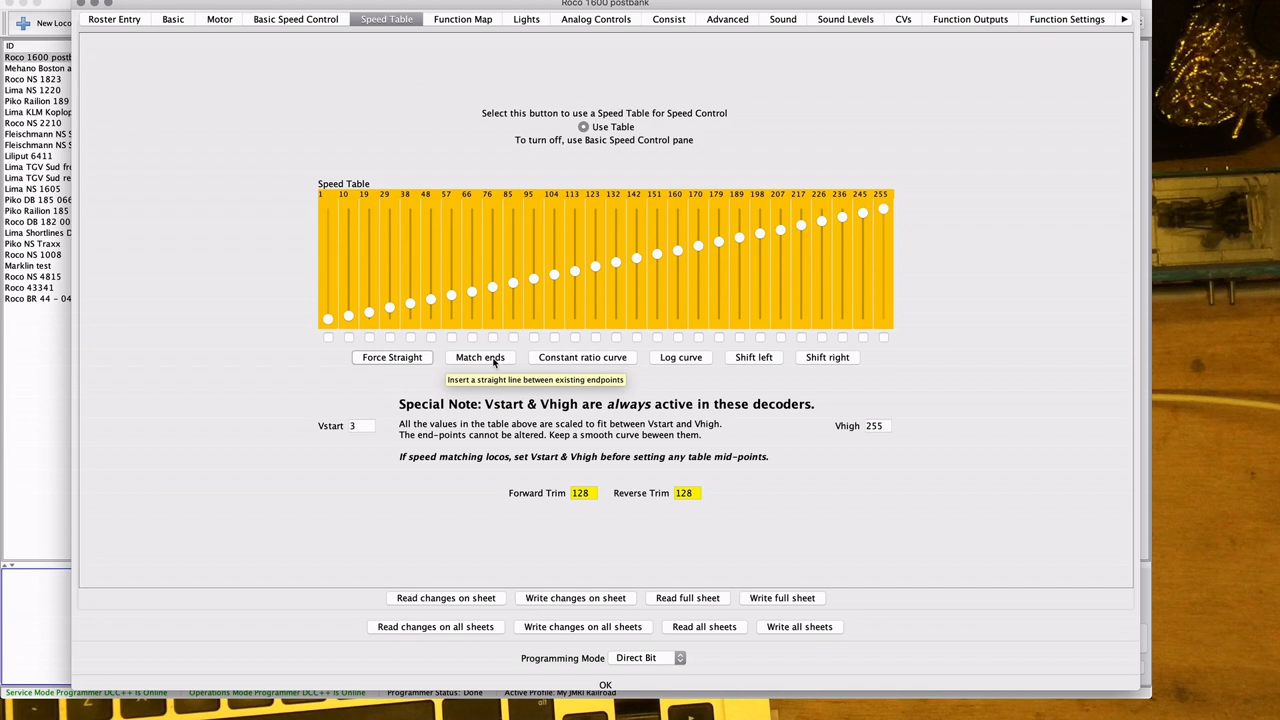 Roco 1600 postbank
New Loco
Roster Entry Basic Motor Basic Speed Control Speed Table Function Map Lights Analog Controls Consist Advanced Sound Sound Levels CVs Function Outputs Function Settings
ID
Roco 1600 postb
Mehano Boston a
Roco NS 1823
Lima NS 1220
Piko Railion 189
Lima KLM Koplop
Roco NS 2210
Fleischmann NS S
Fleischmann NS S
Liliput 6411
Lima TGV Sud fro
Lima TGV Sud re
Lima NS 1605
Piko DB 185 066
Piko Railion 185
Roco DB 182 00
Lima Shortlines D
Piko NS Traxx
Roco NS 1008
Marklin test
Roco NS 4815
Roco 43341
Roco BR 44 - 04
Select this button to use a Speed Table for Speed Control
Use Table
To turn off, use Basic Speed Control pane
Speed Table
1 10 19 29 38 48 57 66 76 85 95 104 113 123 132 142 151 160 170 179 188 198 207 217 226 236 245 255
Force Straight Match ends Constant ratio curve Log curve Shift left Shift right
Insert a straight line between existing endpoints
Special Note: Vstart & Vhigh are always active in these decoders.
Vstart 3 All the values in the table above are scaled to fit between Vstart and Vhigh. Vhigh 255
The end-points cannot be altered. Keep a smooth curve beween them.
If speed matching locos, set Vstart & Vhigh before setting any table mid-points.
Forward Trim 128 Reverse Trim 128
Read changes on sheet Write changes on sheet Read full sheet Write full sheet
Read changes on all sheets Write changes on all sheets Read all sheets Write all sheets
Programming Mode Direct Bit
OK
Service Mode Programmer DCC++ Is Online Operations Mode Programmer DCC++ Is Online Programmer Status: Done Active Profile: My JMRI Railroad